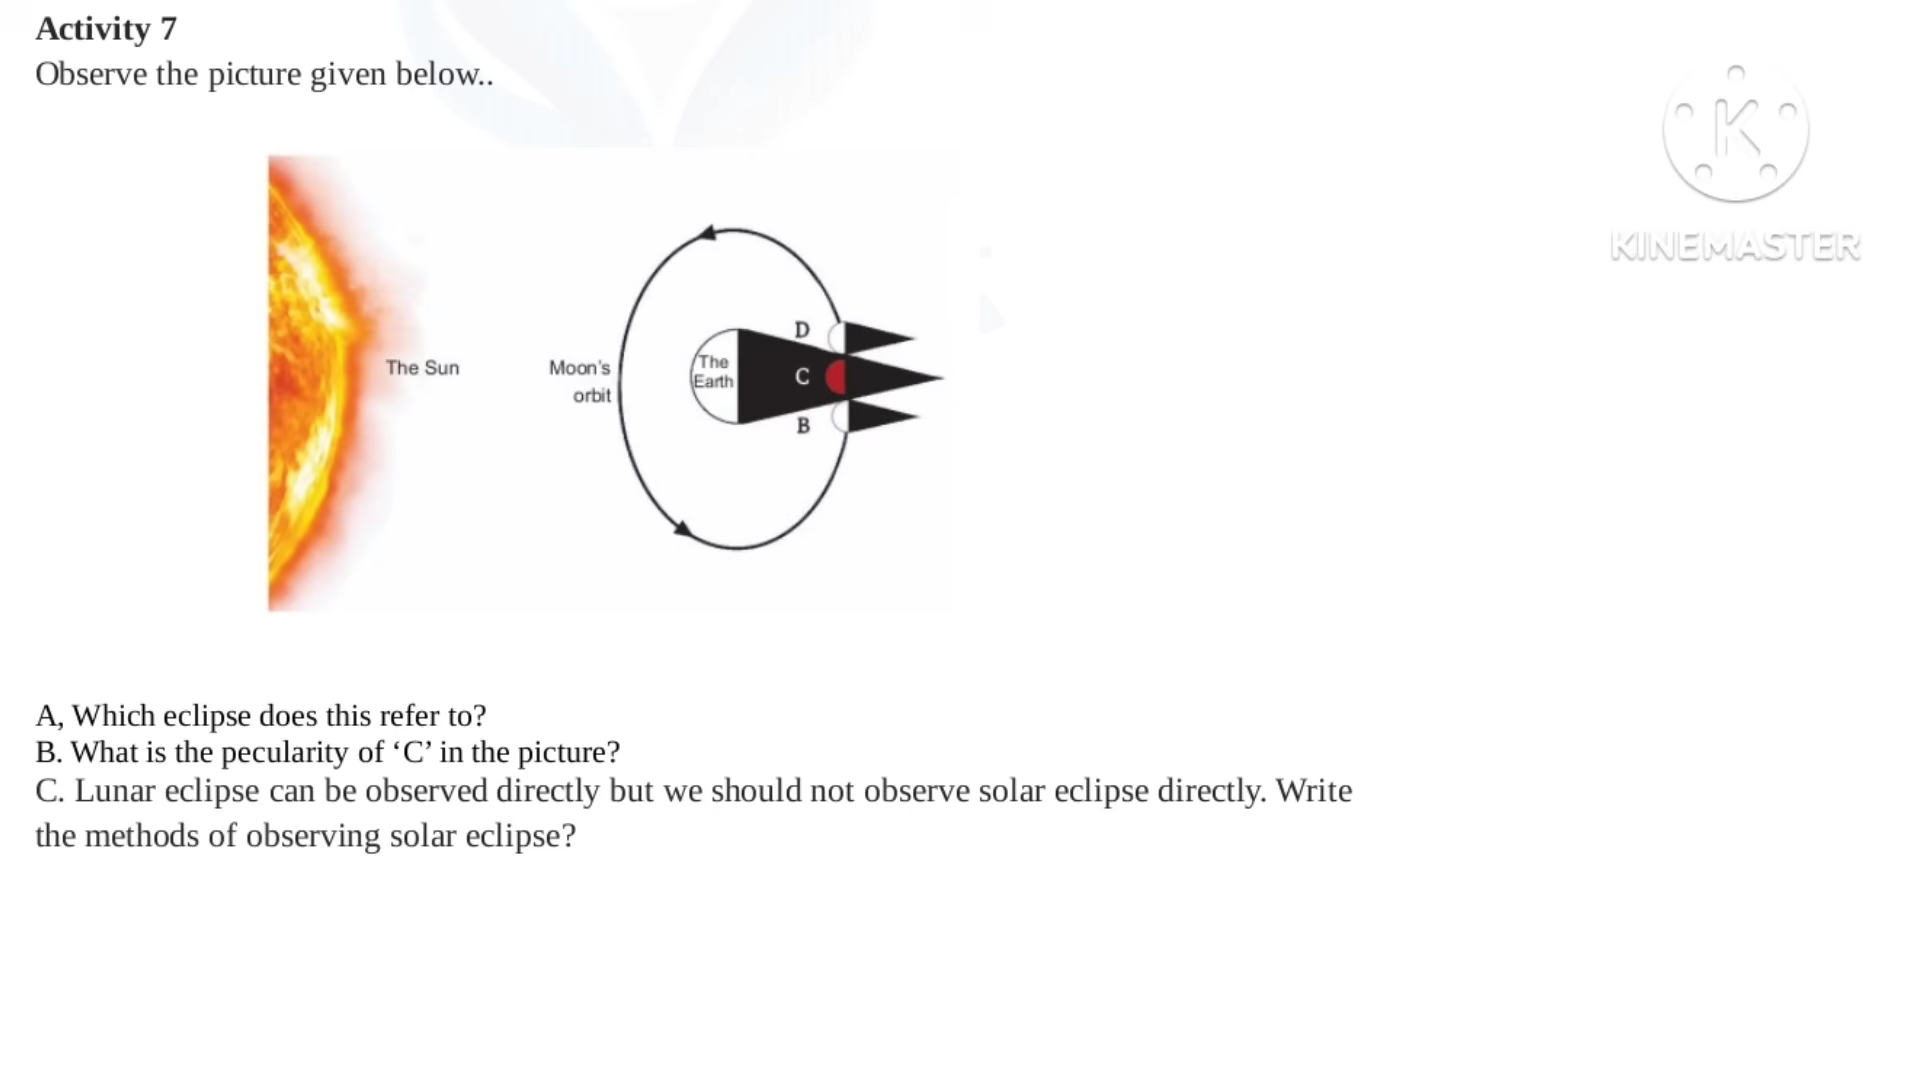 Activity 7
Observe the picture given below..
KINEMASTER
D
The Sun
Moon's
orbit
The
Earth
C
B
A, Which eclipse does this refer to?
B. What is the pecularity of ‘C’ in the picture?
C. Lunar eclipse can be observed directly but we should not observe solar eclipse directly. Write
the methods of observing solar eclipse?